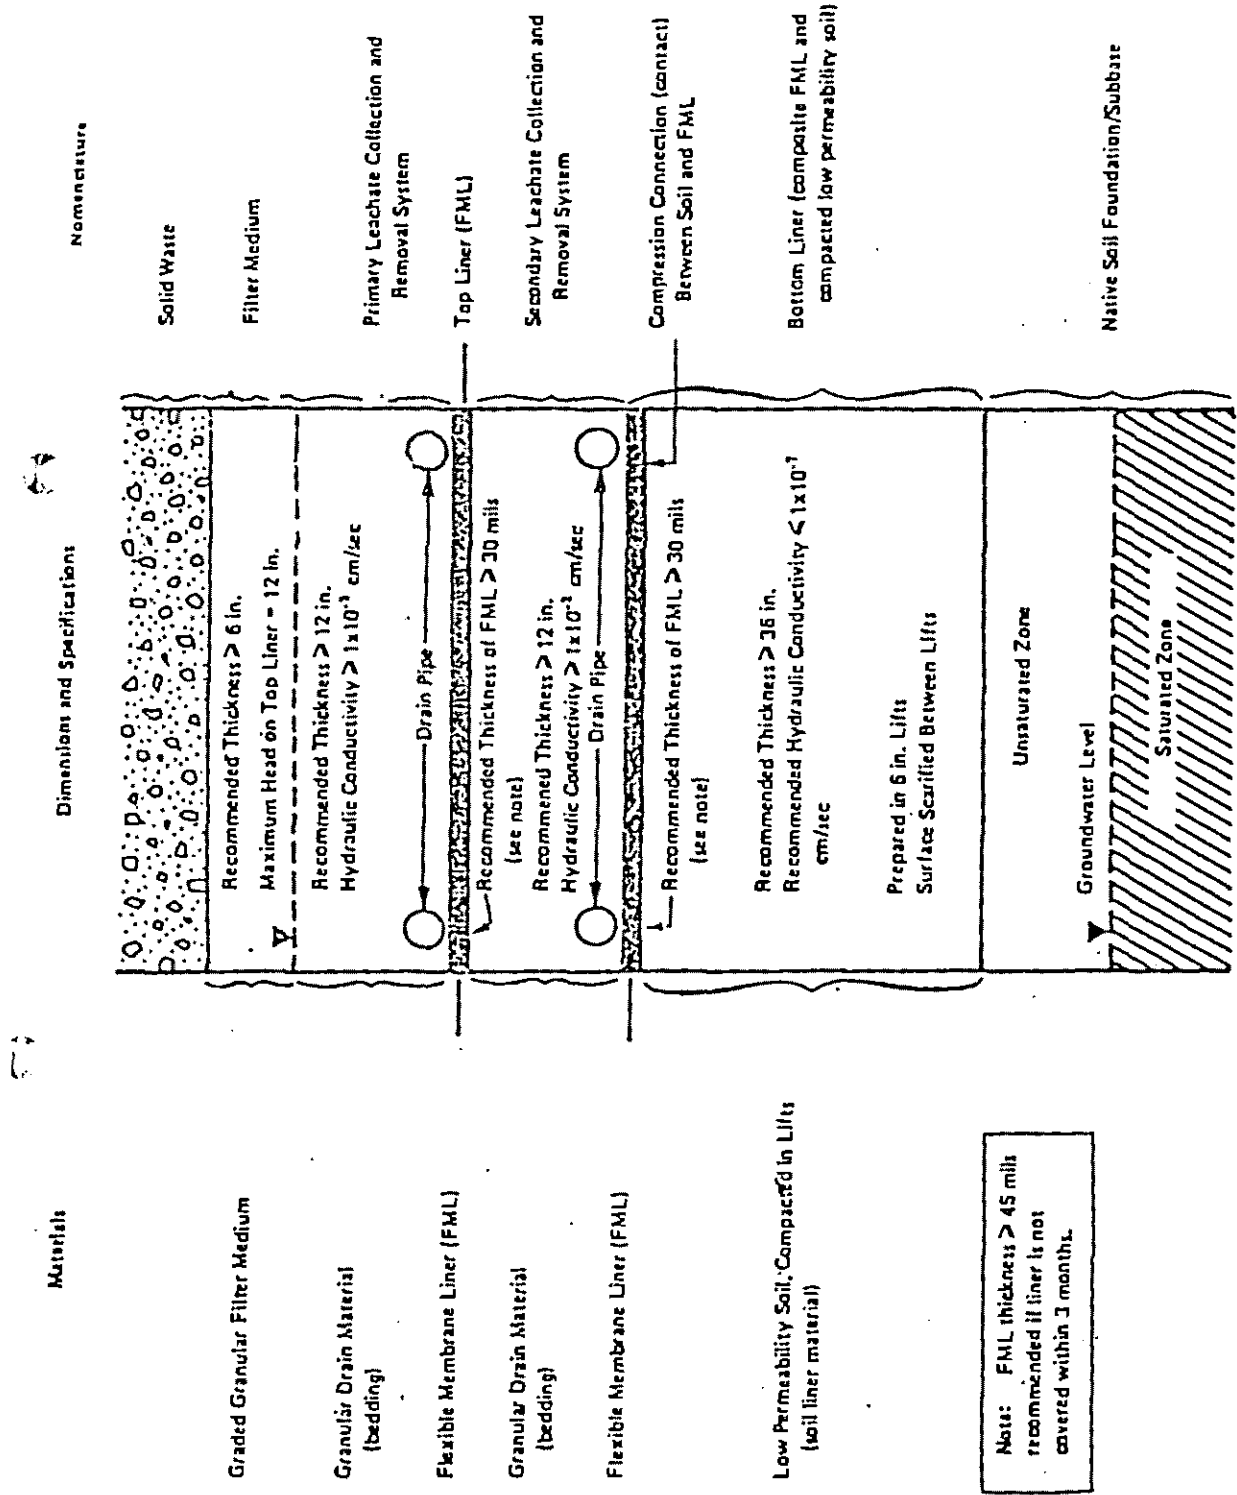 Materials
Dimensions and Specifications
Nomenclature
Graded Granular Filter Medium
Granular Drain Material
(bedding)
Flexible Membrane Liner (FML)
Granular Drain Material
(bedding)
Flexible Membrane Liner (FML)
Low Permeability Soil, Compacted in Lifts
(soil liner material)
Note: FML thickness > 45 mils
recommended if liner is not
covered within 3 months.
Recommended Thickness > 6 in.
Maximum Head on Top Liner = 12 in.
Recommended Thickness > 12 in.
Hydraulic Conductivity > 1x10⁻² cm/sec
Drain Pipe
Recommended Thickness of FML > 30 mils
(see note)
Recommened Thickness > 12 in.
Hydraulic Conductivity > 1x10⁻² cm/sec
Drain Pipe
Recommended Thickness of FML > 30 mils
(see note)
Recommended Thickness > 36 in.
Recommended Hydraulic Conductivity < 1x10⁻⁷
cm/sec
Prepared in 6 in. Lifts
Surface Scarified Between Lifts
Unsaturated Zone
Groundwater Level
Saturated Zone
Solid Waste
Filter Medium
Primary Leachate Collection and
Removal System
Top Liner (FML)
Secondary Leachate Collection and
Removal System
Compression Connection (contact)
Between Soil and FML
Bottom Liner (composite FML and
compacted low permeability soil)
Native Soil Foundation/Subbase